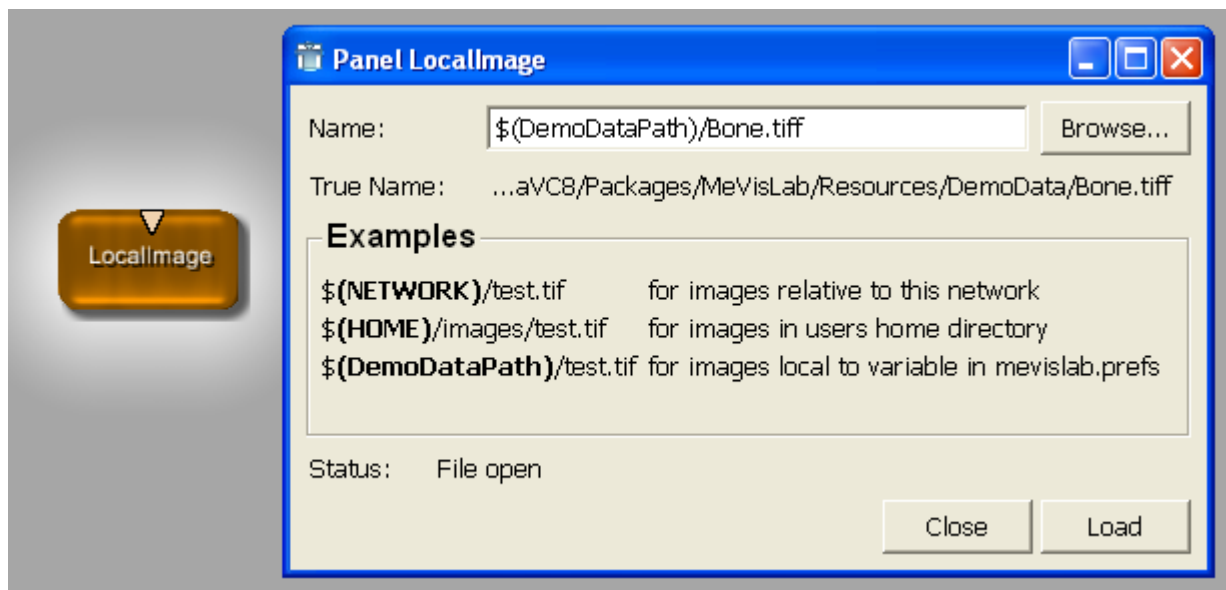 LocalImage
Panel LocalImage
Name: $(DemoDataPath)/Bone.tiff Browse...
True Name: ...aVC8/Packages/MeVisLab/Resources/DemoData/Bone.tiff
Examples
$(NETWORK)/test.tif for images relative to this network
$(HOME)/images/test.tif for images in users home directory
$(DemoDataPath)/test.tif for images local to variable in mevislab.prefs
Status: File open
Close Load